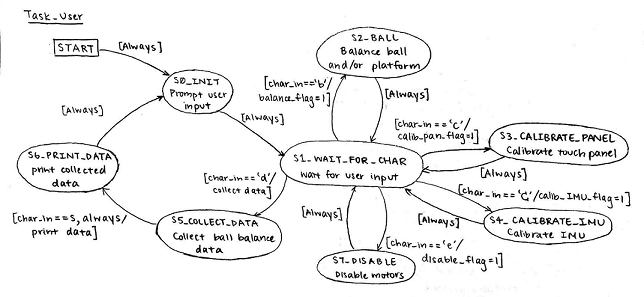 Task_User
START
[Always]
S0_INIT
Prompt user
input
[Always]
[Always]
S2_BALL
Balance ball
and/or platform
[char_in=='b'/
balance_flag=1]
[Always]
[char_in=='C'/
calib_pan_flag=1]
S3_CALIBRATE_PANEL
Calibrate touch panel
[Always]
S1_WAIT_FOR_CHAR
Wait for user input
S6_PRINT_DATA
print collected
data
[char_in=='d'/
collect data]
[char_in==s, always/
print data]
S5_COLLECT_DATA
Collect ball balance
data
[char_in=='G'/calib_IMU_flag=1]
[Always]
S4_CALIBRATE_IMU
Calibrate IMU
[Always]
[char_in=='e'/
disable_flag=1]
S7_DISABLE
Disable motors